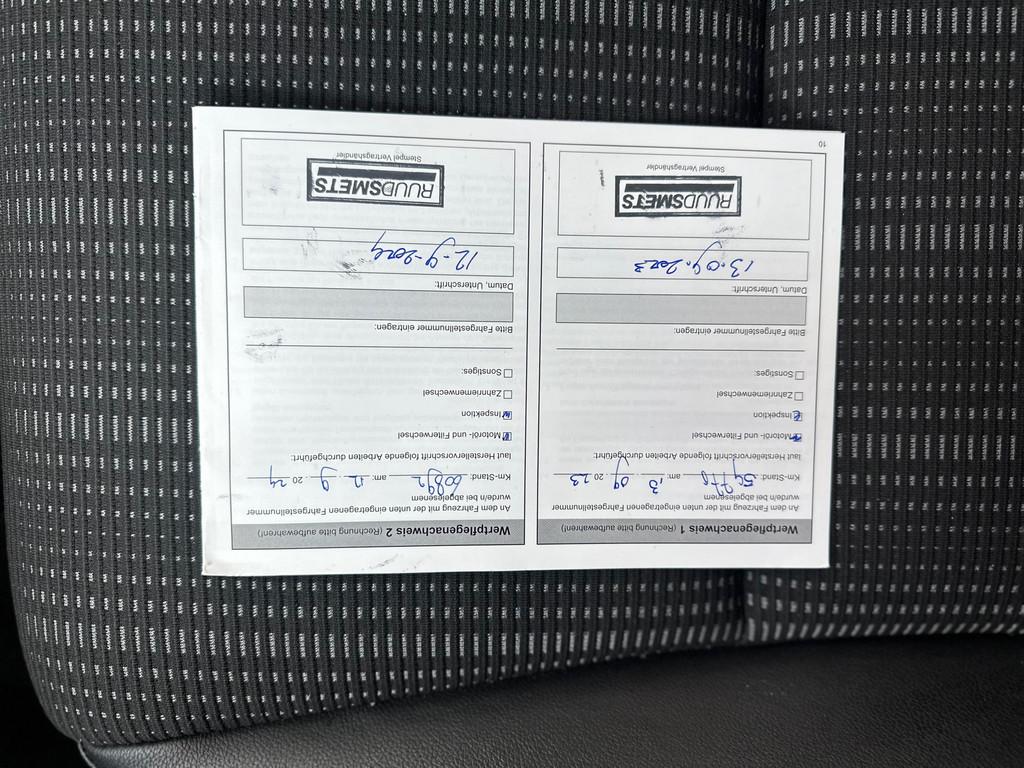 Wertpflegenachweis 1 (Rechnung bitte aufbewahren!)
An dem Fahrzeug mit der unten eingetragenen Fahrgestellnummer
wurde/n bei abgelesenem
Km-Stand: am: 13 09 2023
laut Herstellervorschrift folgende Arbeiten durchgeführt:
Motoröl- und Filterwechsel
Inspektion
Zahnriemenwechsel
Sonstiges:
Bitte Fahrgestellnummer eintragen:
Datum, Unterschrift:
13.09.2023
RUUDSMETS
Stempel Vertragshändler
10
Wertpflegenachweis 2 (Rechnung bitte aufbewahren!)
An dem Fahrzeug mit der unten eingetragenen Fahrgestellnummer
wurde/n bei abgelesenem
Km-Stand: 60892 am: 12 9 2024
laut Herstellervorschrift folgende Arbeiten durchgeführt:
Motoröl- und Filterwechsel
Inspektion
Zahnriemenwechsel
Sonstiges:
Bitte Fahrgestellnummer eintragen:
Datum, Unterschrift:
12-9-2024
RUUDSMETS
Stempel Vertragshändler